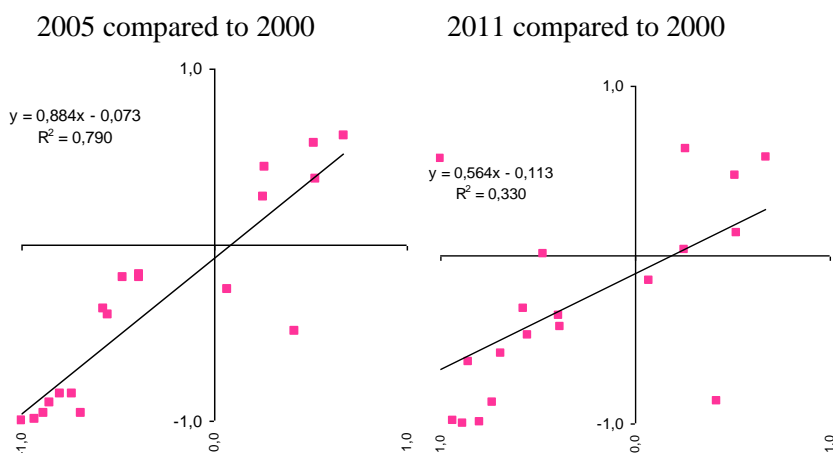 2005 compared to 2000
1,0
y = 0,884x - 0,073
R² = 0,790
-1,0
-1,0
0,0
1,0
2011 compared to 2000
1,0
y = 0,564x - 0,113
R² = 0,330
-1,0
1,0
0,0
1,0